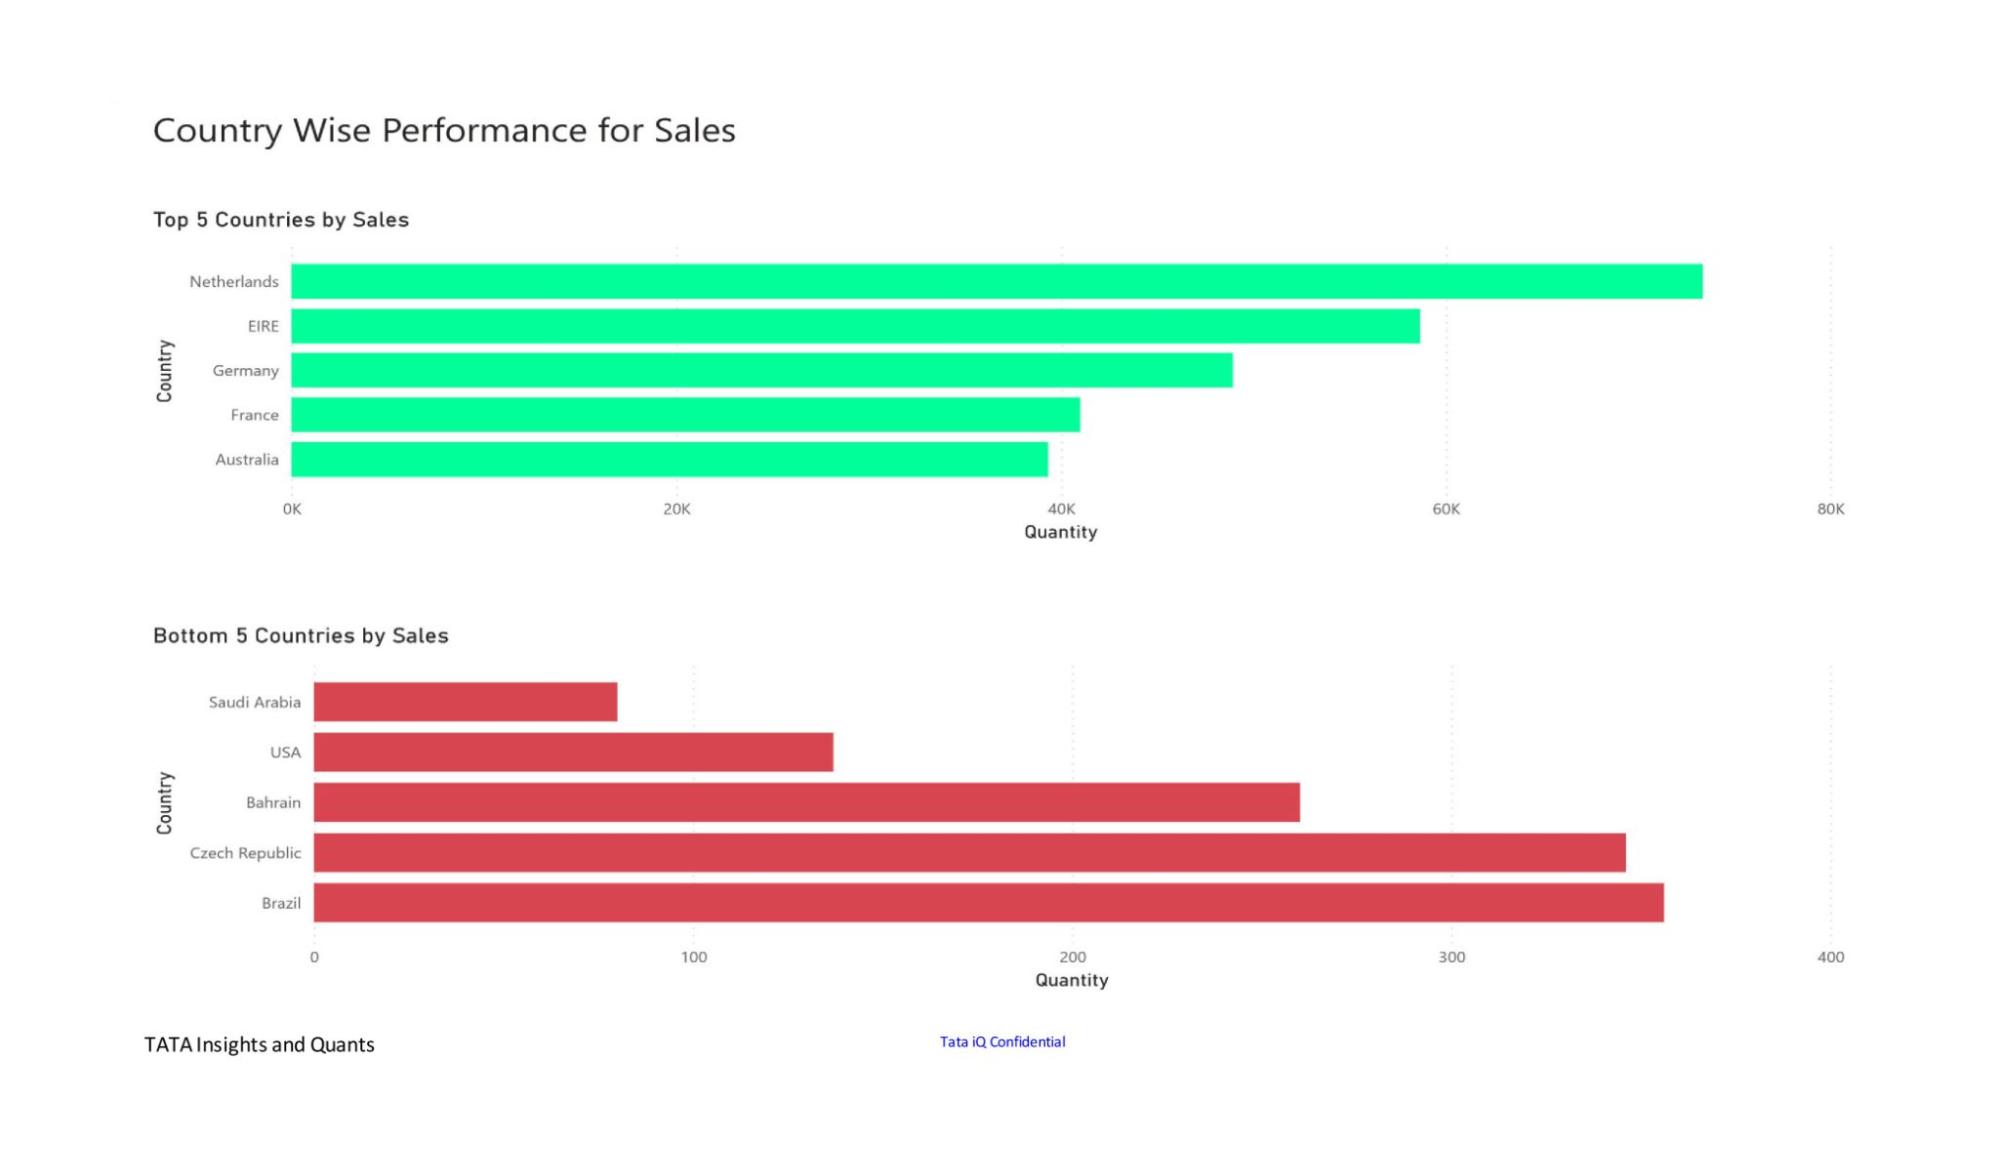 Country Wise Performance for Sales
Top 5 Countries by Sales
Country
Netherlands
EIRE
Germany
France
Australia
0K 20K 40K 60K 80K
Quantity
Bottom 5 Countries by Sales
Country
Saudi Arabia
USA
Bahrain
Czech Republic
Brazil
0 100 200 300 400
Quantity
TATA Insights and Quants
Tata iQ Confidential